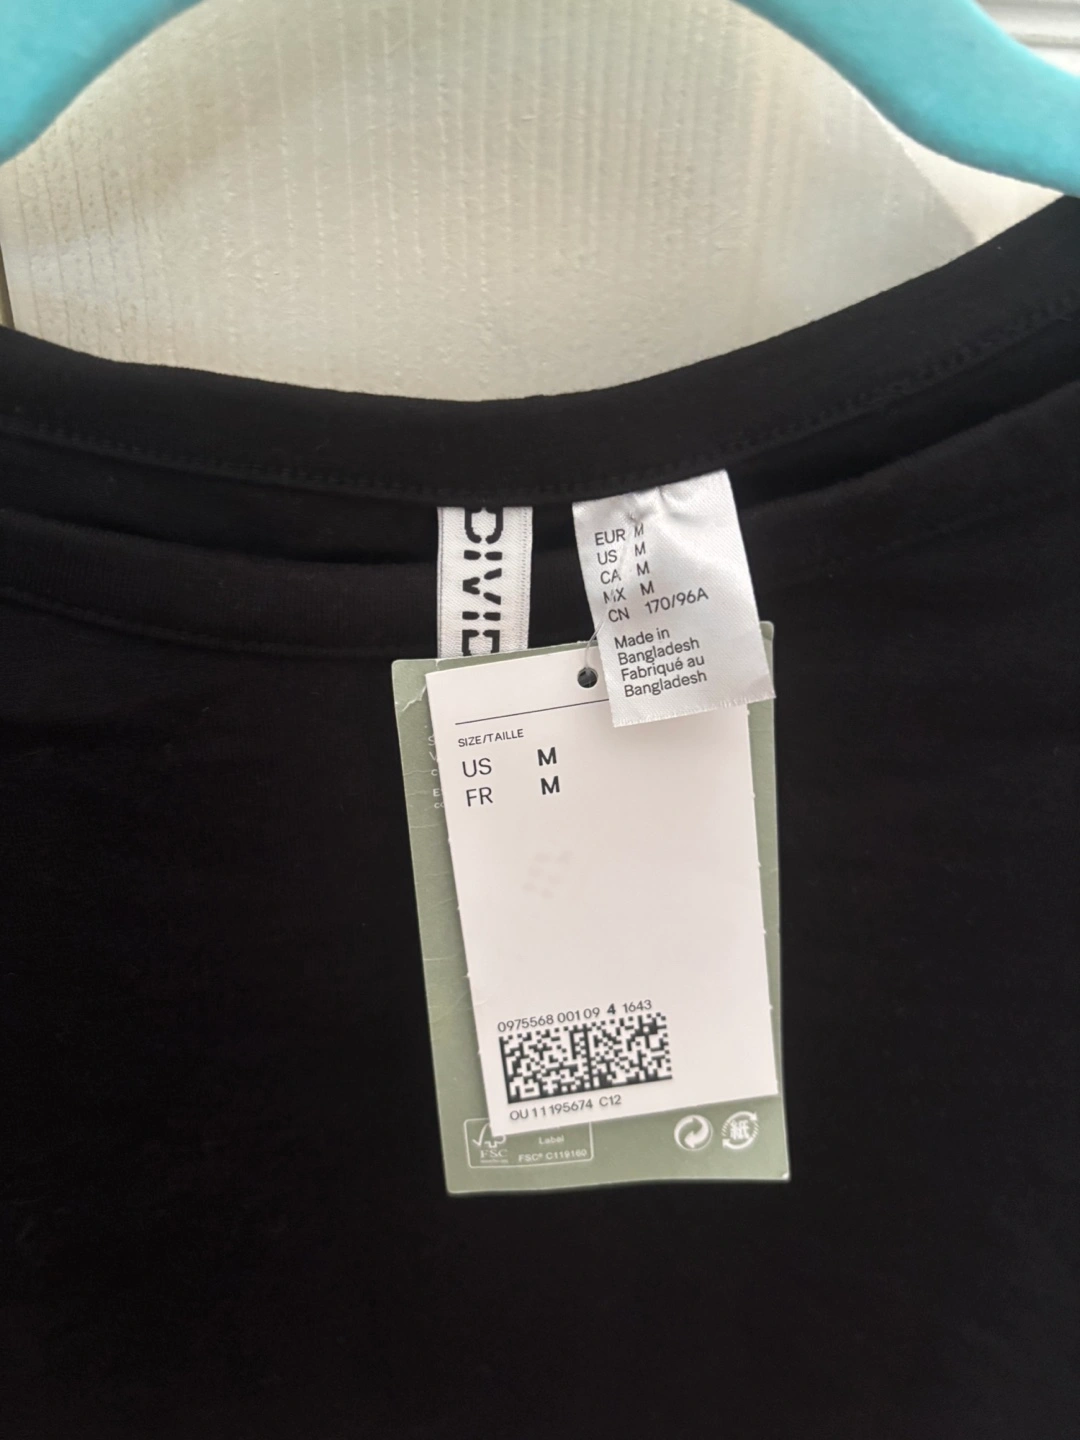 DIVID
EUR M
US M
CA M
MX M
CN 170/96A
Made in
Bangladesh
Fabriqué au
Bangladesh
SIZE/TAILLE
US M
FR M
0975568 001 09 4 1643
OU 11195674 C12
FSC
Label
FSC® C119160
紙